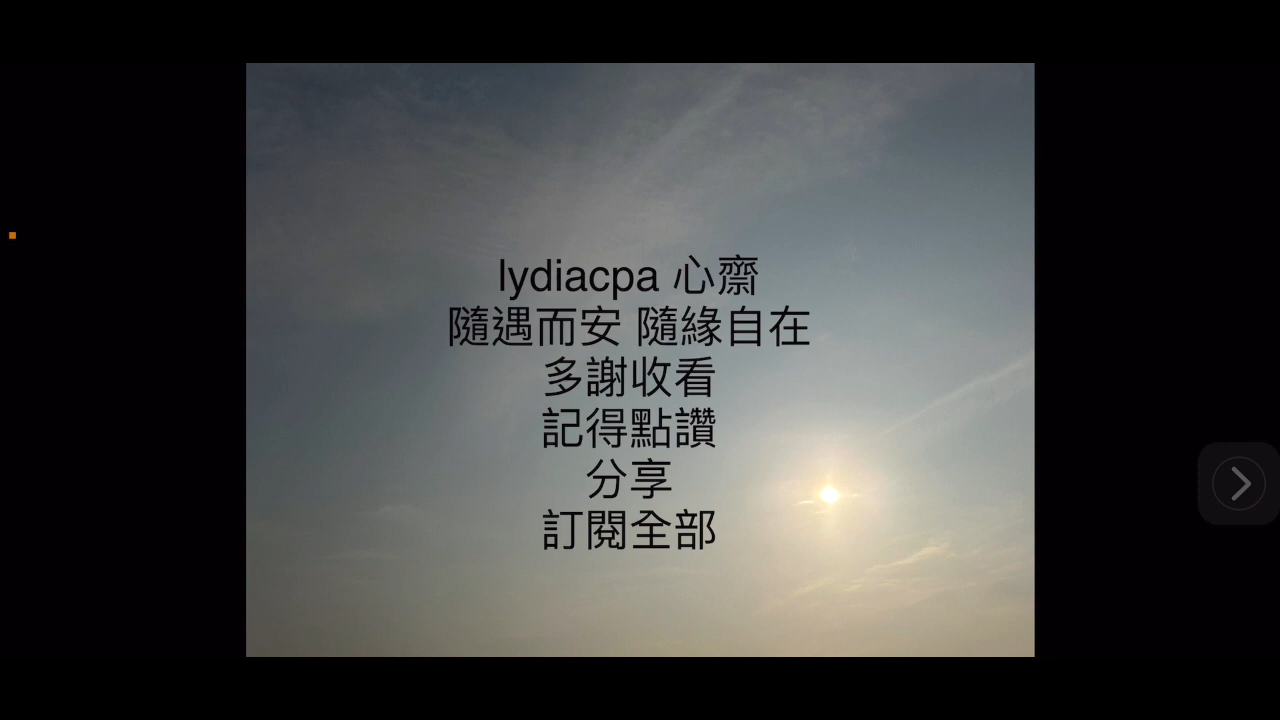 lydiacpa 心齋
隨遇而安 隨緣自在
多謝收看
記得點讚
分享
訂閱全部